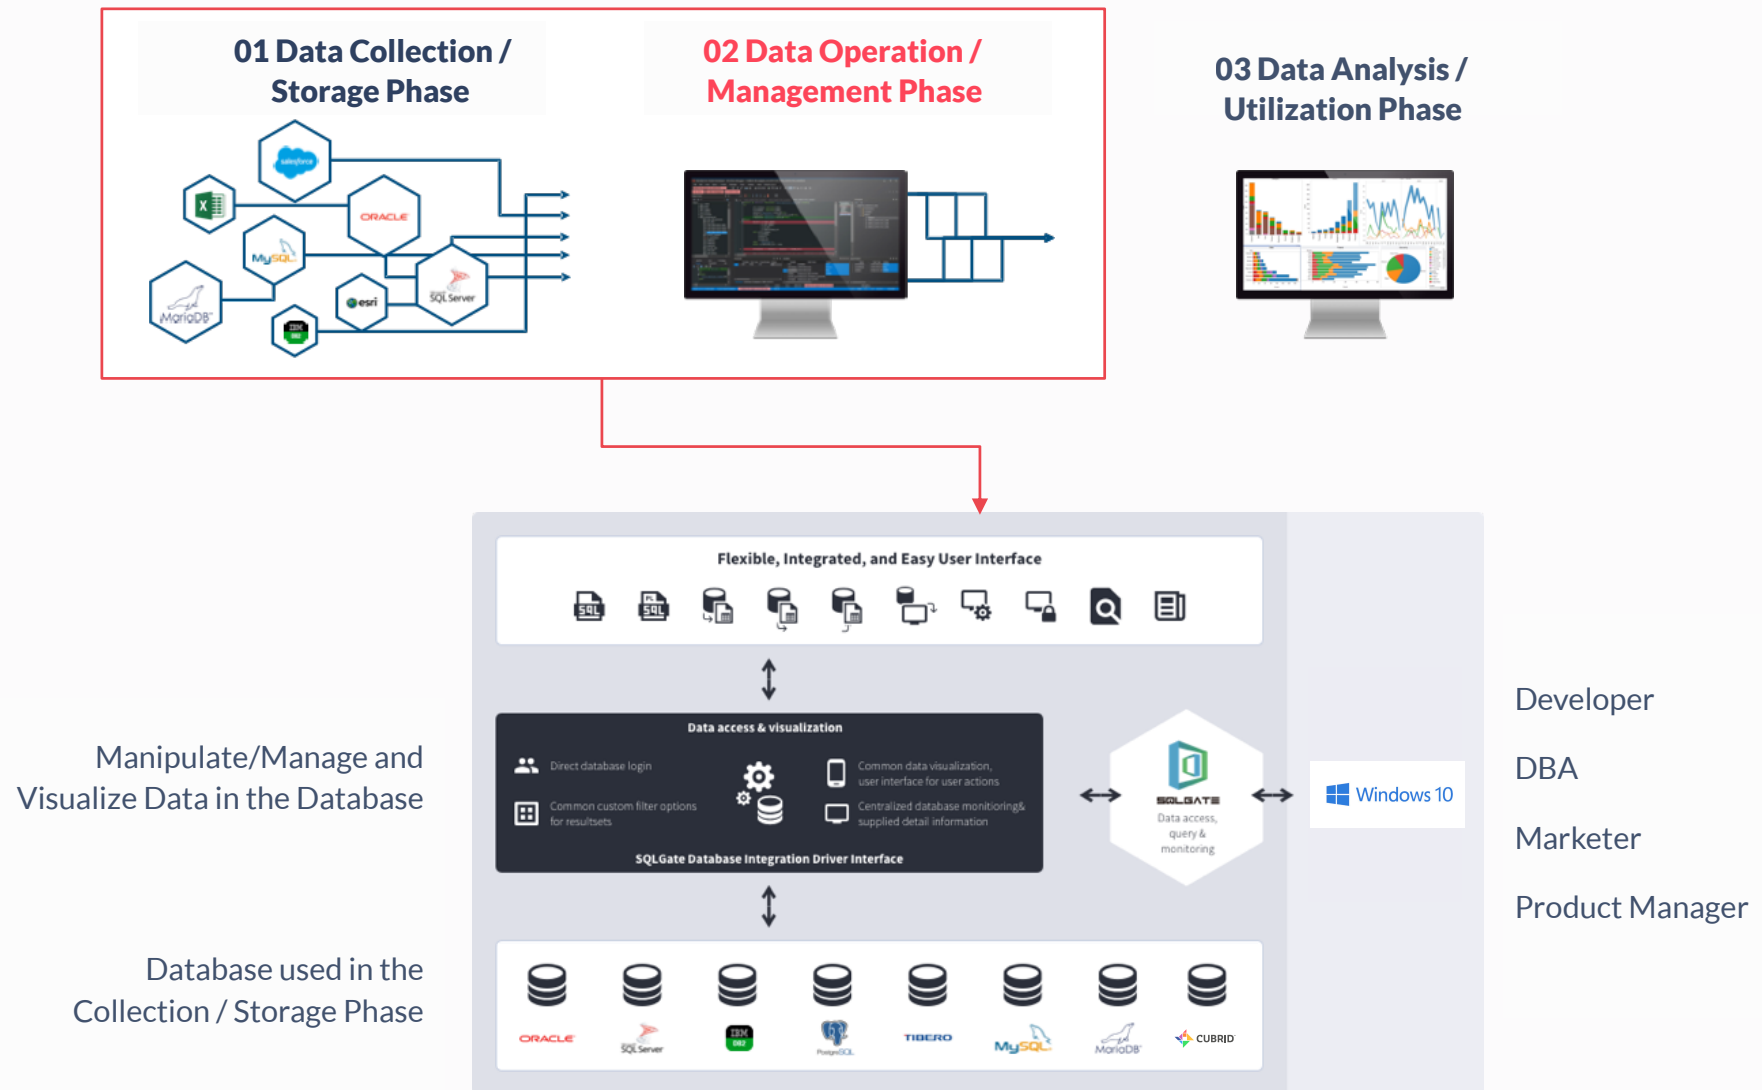 01 Data Collection /
Storage Phase
02 Data Operation /
Management Phase
03 Data Analysis /
Utilization Phase
salesforce
ORACLE
MySQL
SQL Server
esri
MariaDB
IBM
DB2
Flexible, Integrated, and Easy User Interface
SQL
PL
SQL
Data access & visualization
Direct database login
Common data visualization,
user interface for user actions
Common custom filter options
for resultsets
Centralized database monitioring&
supplied detail information
SQLGate Database Integration Driver Interface
SQLGATE
Data access,
query &
monitoring
Windows 10
Manipulate/Manage and
Visualize Data in the Database
Developer
DBA
Marketer
Product Manager
Database used in the
Collection / Storage Phase
ORACLE
SQL Server
IBM
DB2
PostgreSQL
TIBERO
MySQL
MariaDB
CUBRID